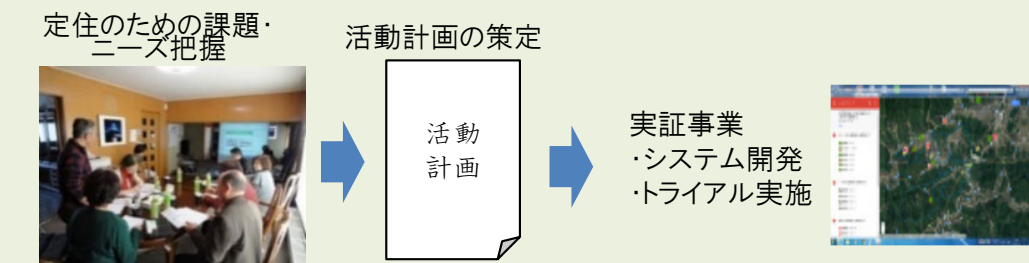 定住のための課題・
ニーズ把握
活動計画の策定
活動
計画
実証事業
・システム開発
・トライアル実施